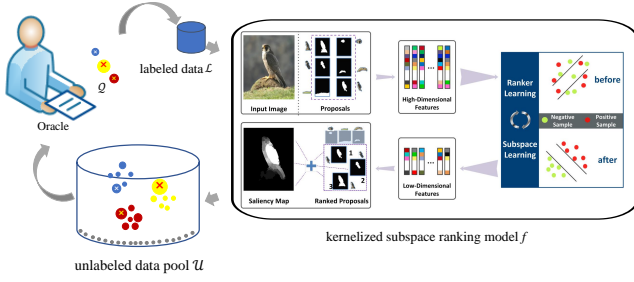 labeled data ℒ
𝒬
Oracle
unlabeled data pool 𝒰
Input Image
Proposals
High-Dimensional
Features
Ranker
Learning
Subspace
Learning
before
Negative
Sample
Positive
Sample
after
Saliency Map
Ranked Proposals
1
2
3
Low-Dimensional
Features
kernelized subspace ranking model f